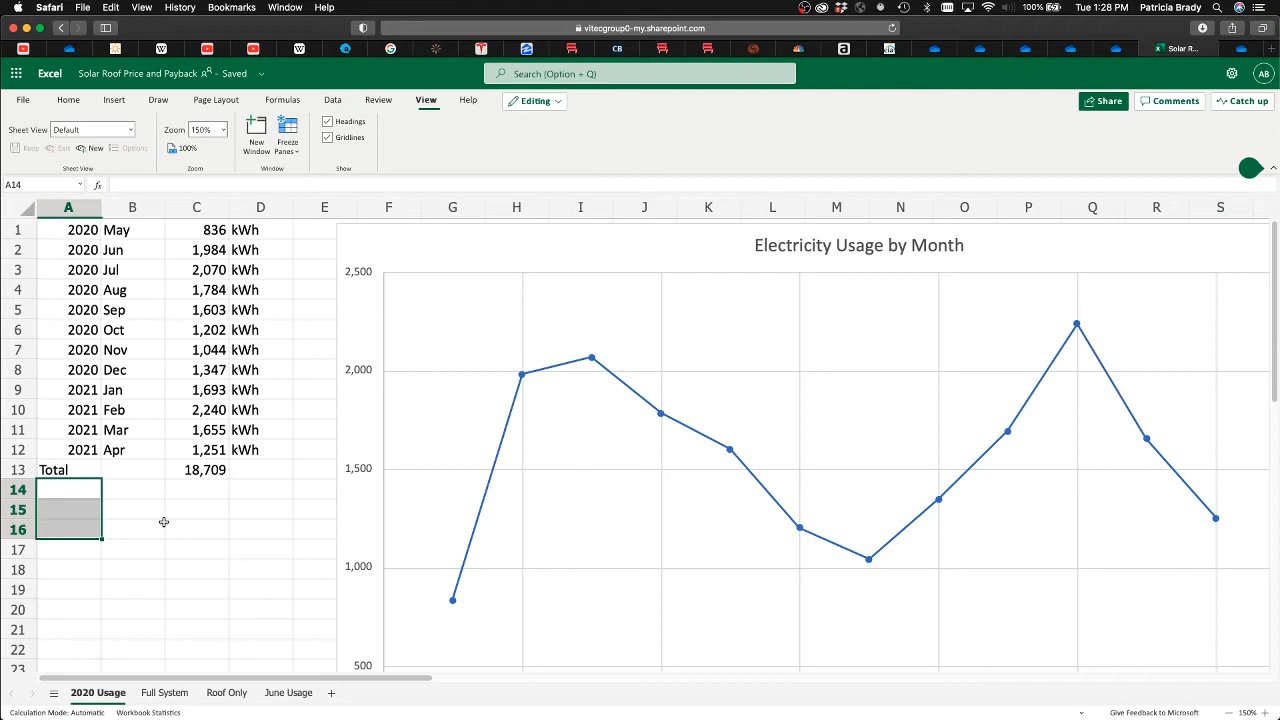 Safari File Edit View History Bookmarks Window Help 100% Tue 1:28 PM Patricia Brady
vitecgroup0-my.sharepoint.com
W W CB a eia Solar R...
Excel Solar Roof Price and Payback - Saved Search (Option + Q) AB
File Home Insert Draw Page Layout Formulas Data Review View Help Editing Share Comments Catch up
Sheet View Default Zoom 150% New Window Freeze Panes Headings
Gridlines
Keep Exit New Options 100%
Sheet View Zoom Window Show
A14 fx
A B C D E F G H I J K L M N O P Q R S
1 2020 May 836 kWh
2 2020 Jun 1,984 kWh
3 2020 Jul 2,070 kWh
4 2020 Aug 1,784 kWh
5 2020 Sep 1,603 kWh
6 2020 Oct 1,202 kWh
7 2020 Nov 1,044 kWh
8 2020 Dec 1,347 kWh
9 2021 Jan 1,693 kWh
10 2021 Feb 2,240 kWh
11 2021 Mar 1,655 kWh
12 2021 Apr 1,251 kWh
13 Total 18,709
14
15
16
17
18
19
20
21
22
23
Electricity Usage by Month
2,500
2,000
1,500
1,000
500
2020 Usage Full System Roof Only June Usage
Calculation Mode: Automatic Workbook Statistics Give Feedback to Microsoft 150%